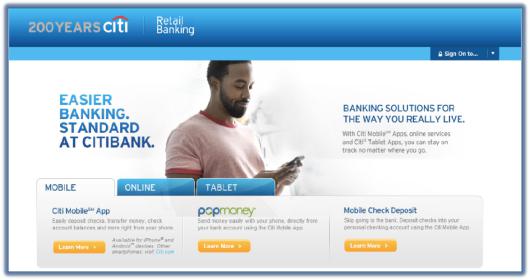 200YEARS citi
Retail
Banking
Sign On to...
EASIER
BANKING.
STANDARD
AT CITIBANK.
BANKING SOLUTIONS FOR
THE WAY YOU REALLY LIVE.
With Citi Mobile℠ Apps, online services
and Citi® Tablet Apps, you can stay on
track no matter where you go.
MOBILE
ONLINE
TABLET
Citi Mobile℠ App
Easily deposit checks, transfer money, check
account balances and more right from your phone.
Learn More >
Available for iPhone® and
Android™ devices. Other
smartphones: visit Citi.com
popmoney
Send money easily with your phone, directly from
your bank account using the Citi Mobile App.
Learn More >
Mobile Check Deposit
Skip going to the bank. Deposit checks into your
personal checking account using the Citi Mobile App.
Learn More >